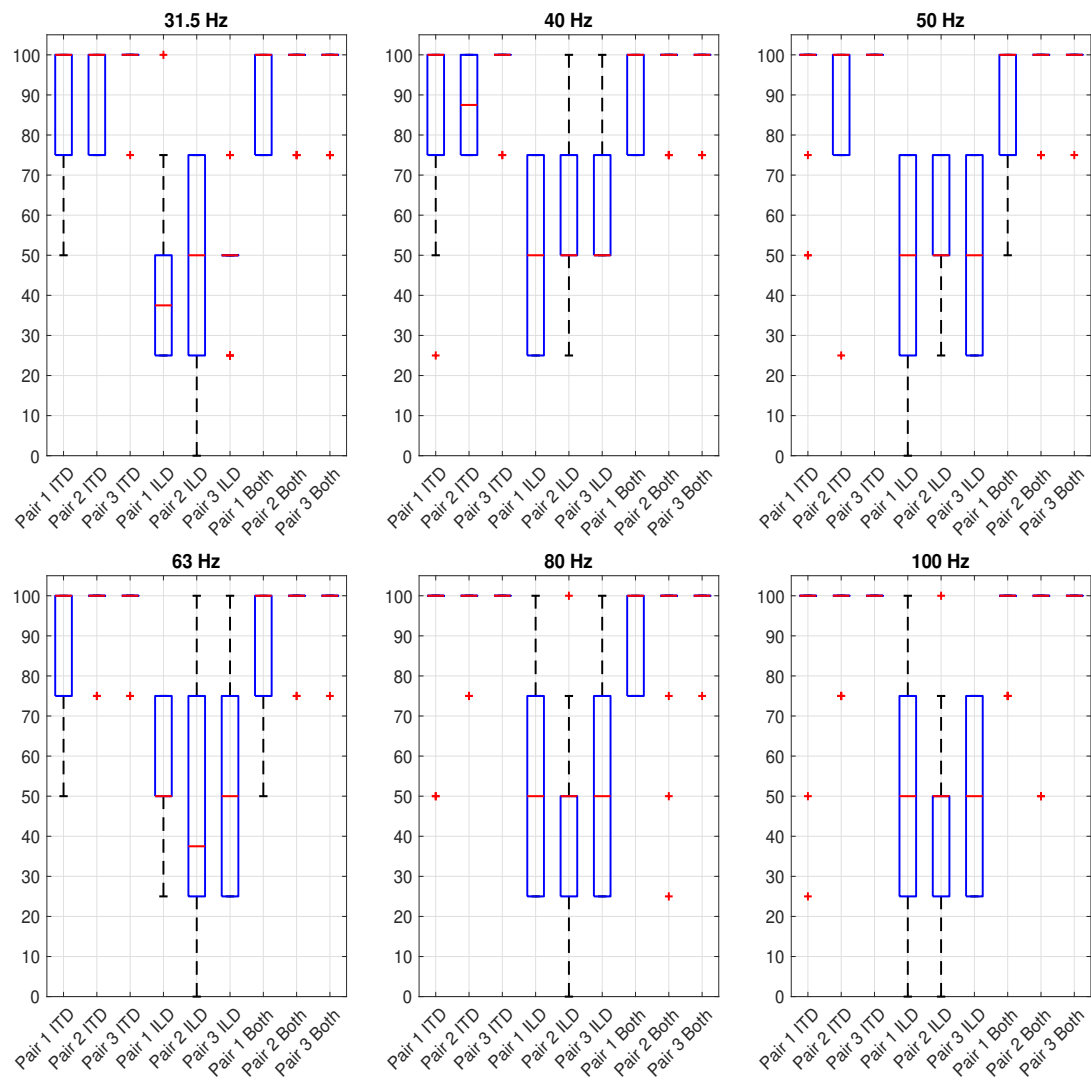 31.5 Hz
100
90
80
70
60
50
40
30
20
10
0
Pair 1 ITD
Pair 2 ITD
Pair 3 ITD
Pair 1 ILD
Pair 2 ILD
Pair 3 ILD
Pair 1 Both
Pair 2 Both
Pair 3 Both
40 Hz
100
90
80
70
60
50
40
30
20
10
0
Pair 1 ITD
Pair 2 ITD
Pair 3 ITD
Pair 1 ILD
Pair 2 ILD
Pair 3 ILD
Pair 1 Both
Pair 2 Both
Pair 3 Both
50 Hz
100
90
80
70
60
50
40
30
20
10
0
Pair 1 ITD
Pair 2 ITD
Pair 3 ITD
Pair 1 ILD
Pair 2 ILD
Pair 3 ILD
Pair 1 Both
Pair 2 Both
Pair 3 Both
63 Hz
100
90
80
70
60
50
40
30
20
10
0
Pair 1 ITD
Pair 2 ITD
Pair 3 ITD
Pair 1 ILD
Pair 2 ILD
Pair 3 ILD
Pair 1 Both
Pair 2 Both
Pair 3 Both
80 Hz
100
90
80
70
60
50
40
30
20
10
0
Pair 1 ITD
Pair 2 ITD
Pair 3 ITD
Pair 1 ILD
Pair 2 ILD
Pair 3 ILD
Pair 1 Both
Pair 2 Both
Pair 3 Both
100 Hz
100
90
80
70
60
50
40
30
20
10
0
Pair 1 ITD
Pair 2 ITD
Pair 3 ITD
Pair 1 ILD
Pair 2 ILD
Pair 3 ILD
Pair 1 Both
Pair 2 Both
Pair 3 Both